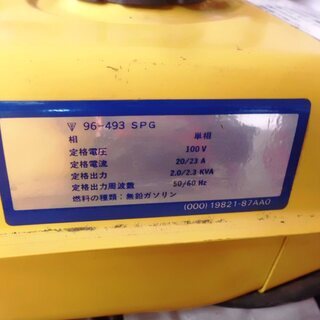 96-493 SPG
相 単相
定格電圧 100 V
定格電流 20/23 A
定格出力 2.0/2.3 KVA
定格出力周波数 50/60 Hz
燃料の種類：無鉛ガソリン
(000) 19821-87AA0